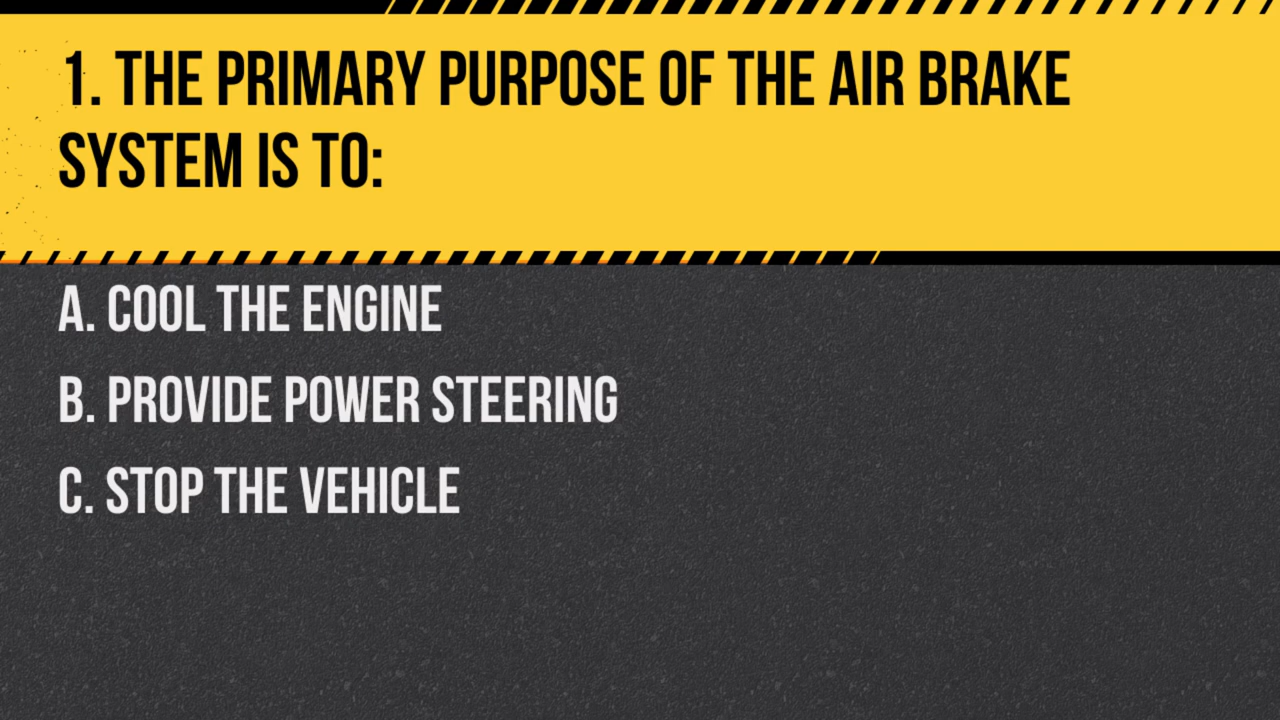 1. THE PRIMARY PURPOSE OF THE AIR BRAKE
SYSTEM IS TO:
A. COOL THE ENGINE
B. PROVIDE POWER STEERING
C. STOP THE VEHICLE